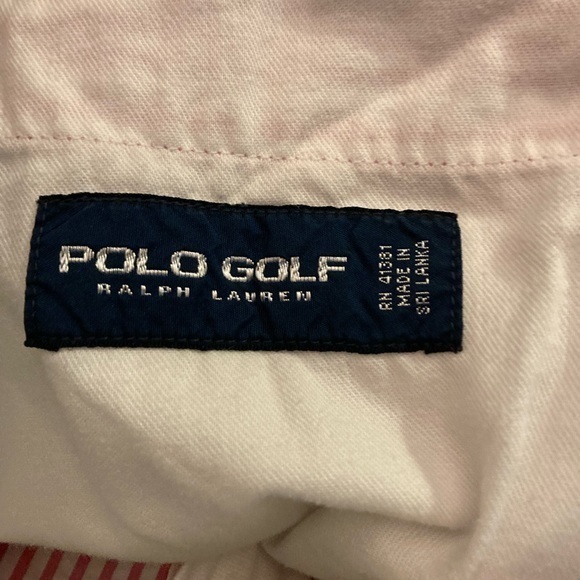 POLO GOLF
RALPH LAUREN
RN 41381
MADE IN
SRI LANKA